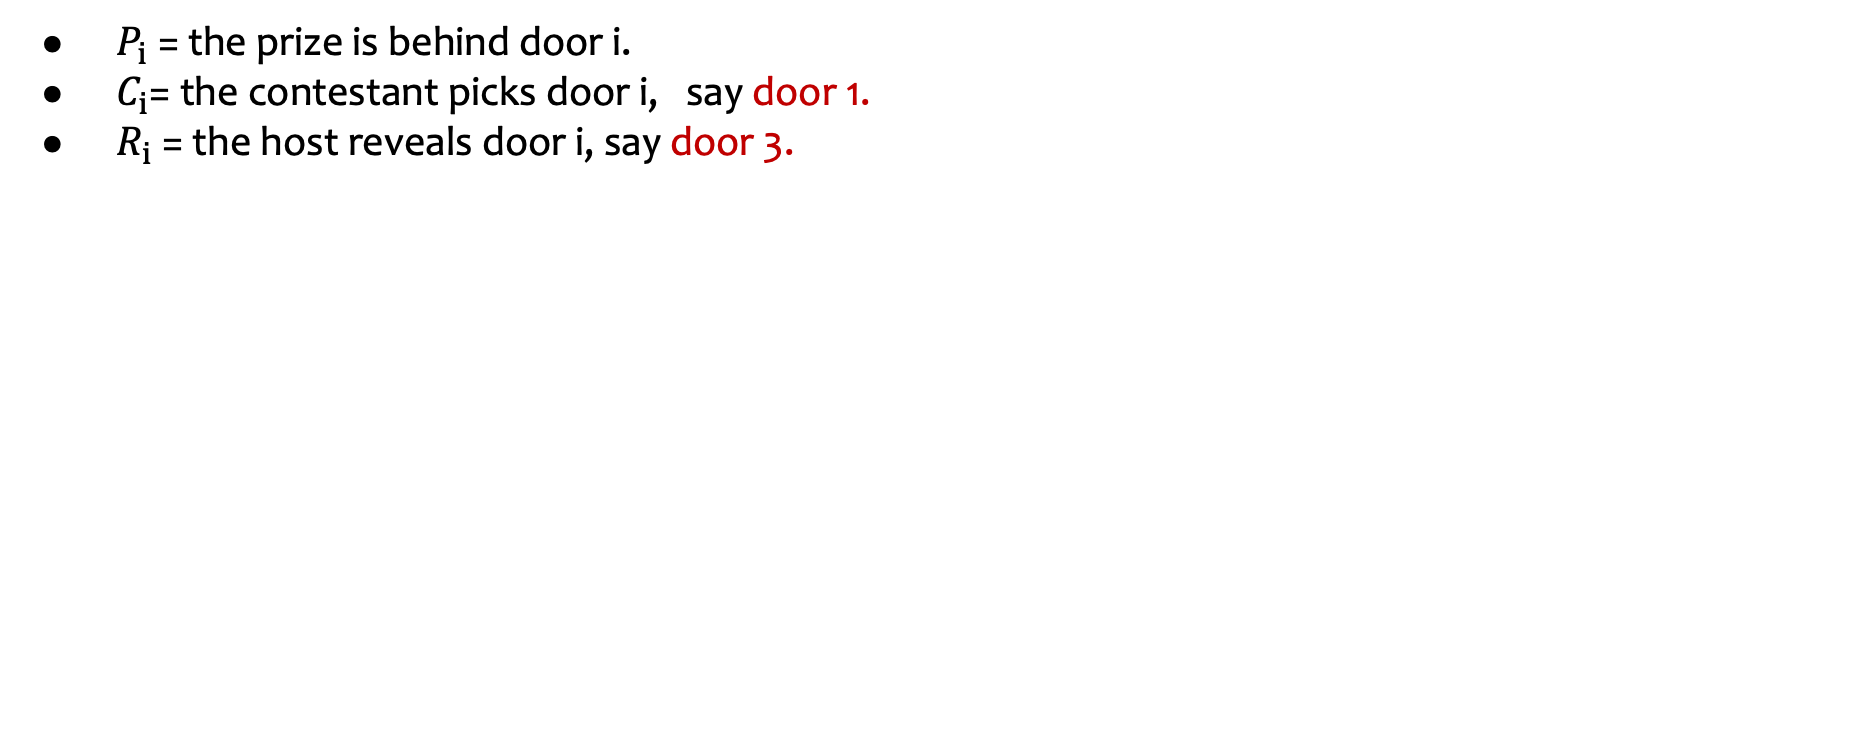 ● Pᵢ = the prize is behind door i.
● Cᵢ= the contestant picks door i, say door 1.
● Rᵢ = the host reveals door i, say door 3.